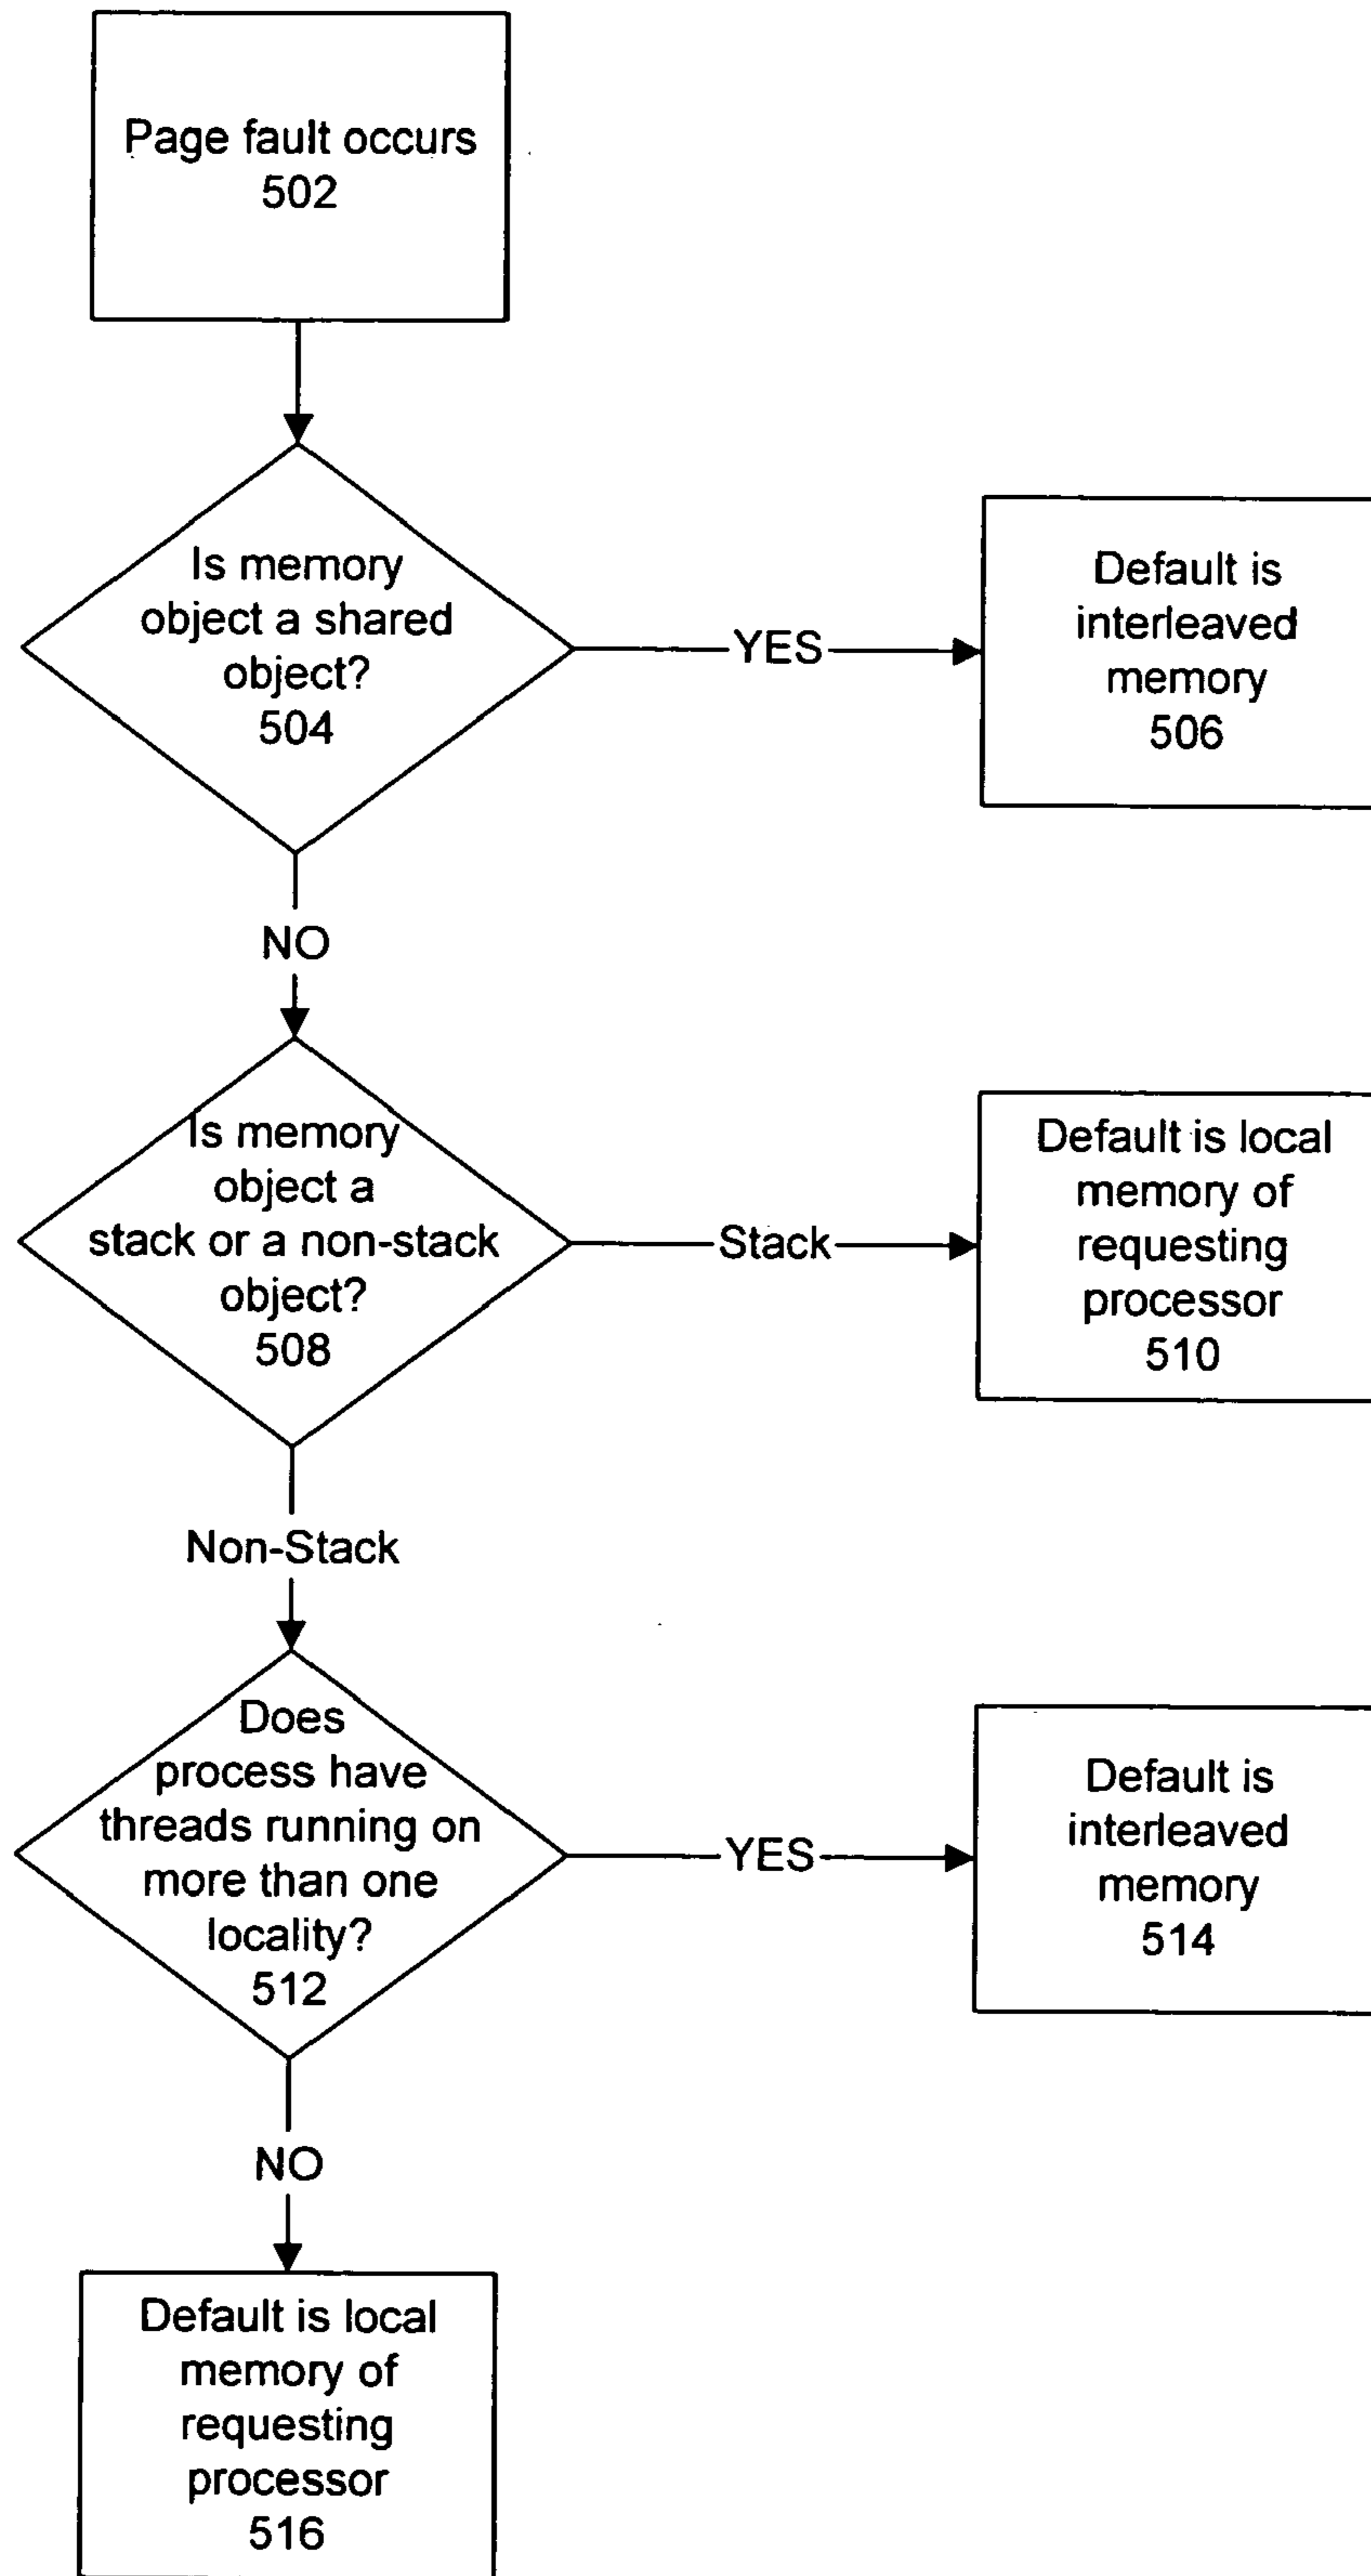 Page fault occurs
502
Is memory
object a shared
object?
504
YES
Default is
interleaved
memory
506
NO
Is memory
object a
stack or a non-stack
object?
508
Stack
Default is local
memory of
requesting
processor
510
Non-Stack
Does
process have
threads running on
more than one
locality?
512
YES
Default is
interleaved
memory
514
NO
Default is local
memory of
requesting
processor
516